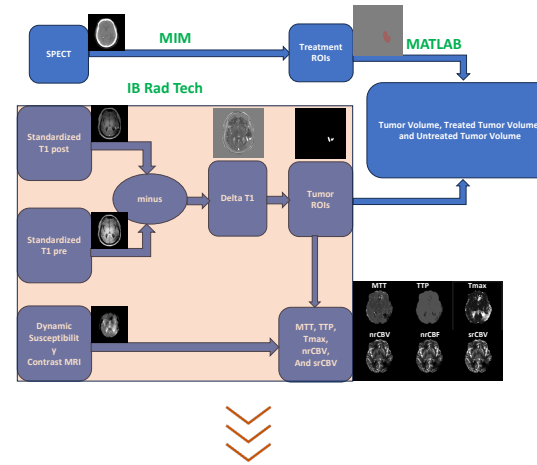 MIM
MATLAB
SPECT
Treatment
ROIs
IB Rad Tech
Tumor Volume, Treated Tumor Volume
and Untreated Tumor Volume
Standardized
T1 post
minus
Delta T1
Tumor
ROIs
Standardized
T1 pre
MTT
TTP
Tmax
nrCBV
nrCBF
srCBV
Dynamic
Susceptibilit
y
Contrast MRI
MTT, TTP,
Tmax,
nrCBV,
And srCBV